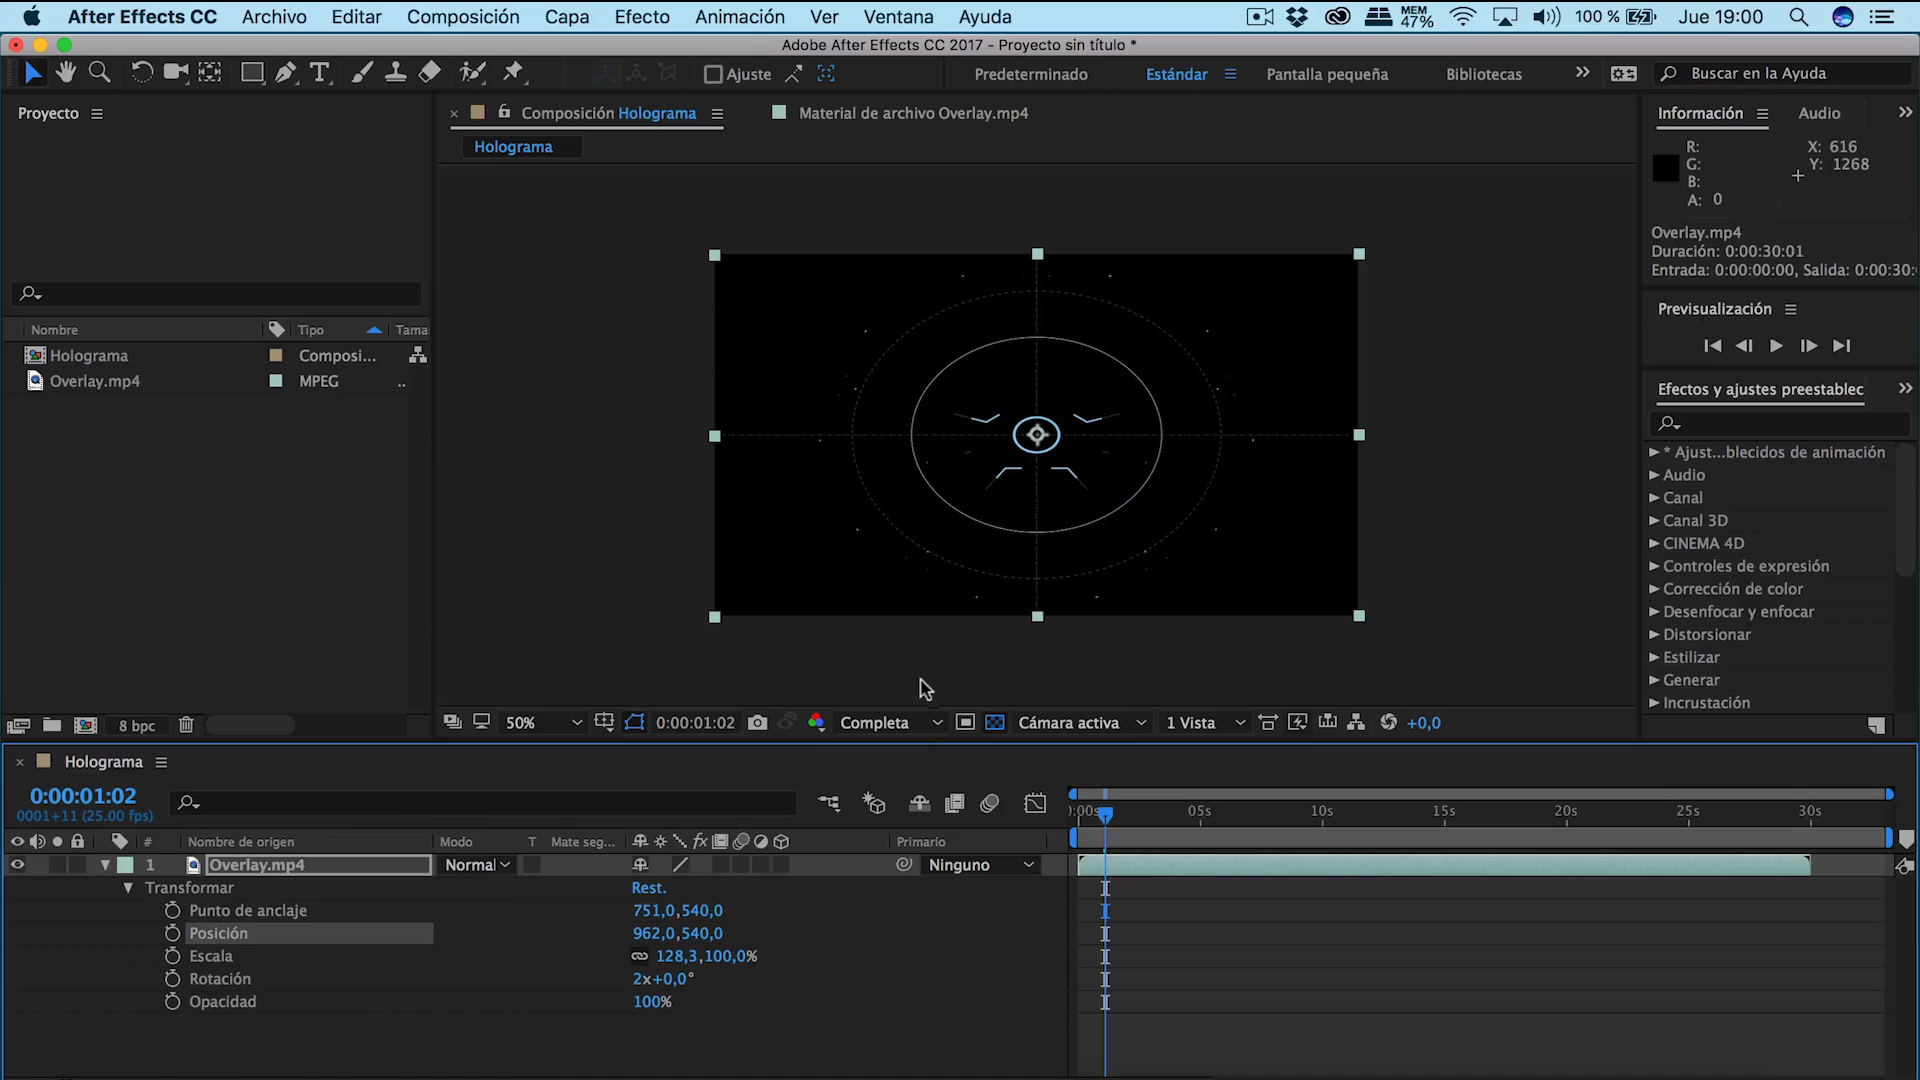 After Effects CC Archivo Editar Composición Capa Efecto Animación Ver Ventana Ayuda MEM 47% 100 % Jue 19:00
Adobe After Effects CC 2017 - Proyecto sin título *
Ajuste Predeterminado Estándar Pantalla pequeña Bibliotecas Buscar en la Ayuda
Proyecto
Composición Holograma
Material de archivo Overlay.mp4
Holograma
Nombre Tipo Tama
Holograma Composi...
Overlay.mp4 MPEG ..
8 bpc
50% 0:00:01:02 Completa Cámara activa 1 Vista +0,0
Información Audio
R: X: 616
G: Y: 1268
B:
A: 0
Overlay.mp4
Duración: 0:00:30:01
Entrada: 0:00:00:00, Salida: 0:00:30:
Previsualización
Efectos y ajustes preestablec
* Ajust...blecidos de animación
Audio
Canal
Canal 3D
CINEMA 4D
Controles de expresión
Corrección de color
Desenfocar y enfocar
Distorsionar
Estilizar
Generar
Incrustación
Holograma
0:00:01:02
0001+11 (25.00 fps)
):00s 05s 10s 15s 20s 25s 30s
# Nombre de origen Modo T Mate seg... fx Primario
1 Overlay.mp4 Normal Ninguno
Transformar Rest.
Punto de anclaje 751,0,540,0
Posición 962,0,540,0
Escala 128,3,100,0%
Rotación 2x+0,0°
Opacidad 100%